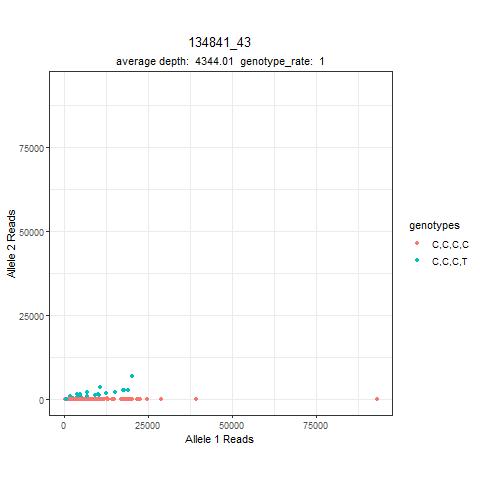 134841_43
average depth: 4344.01 genotype_rate: 1
75000
50000
25000
0
Allele 2 Reads
0 25000 50000 75000
Allele 1 Reads
genotypes
C,C,C,C
C,C,C,T